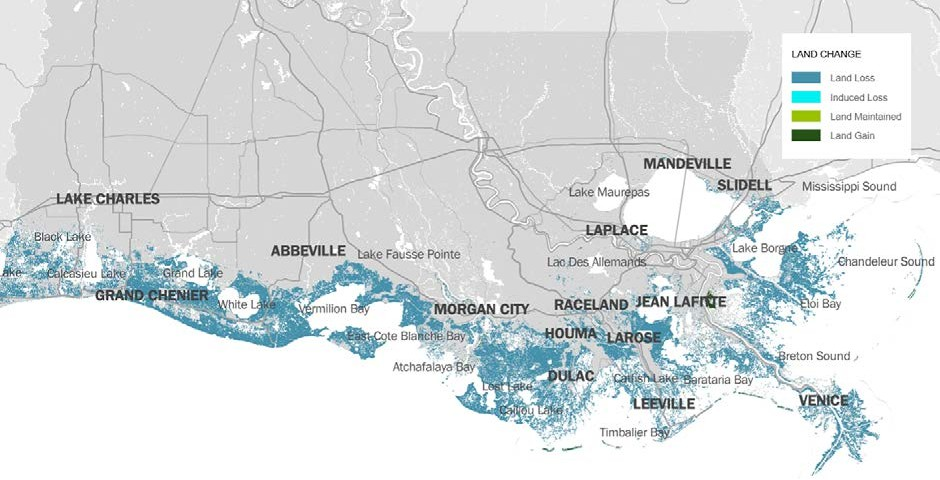 LAND CHANGE
Land Loss
Induced Loss
Land Maintained
Land Gain
MANDEVILLE
SLIDELL
Mississippi Sound
Lake Maurepas
LAKE CHARLES
LAPLACE
Black Lake
ABBEVILLE
Lake Fausse Pointe
Lake Borgne
Lac Des Allemands
Chandeleur Sound
ake
Calcasieu Lake
Grand Lake
GRAND CHENIER
White Lake
Vermilion Bay
MORGAN CITY
RACELAND
JEAN LAFITTE
Eloi Bay
East Cote Blanche Bay
HOUMA
LAROSE
Atchafalaya Bay
Breton Sound
Lost Lake
DULAC
Catfish Lake
Barataria Bay
Caillou Lake
LEEVILLE
VENICE
Timbalier Bay